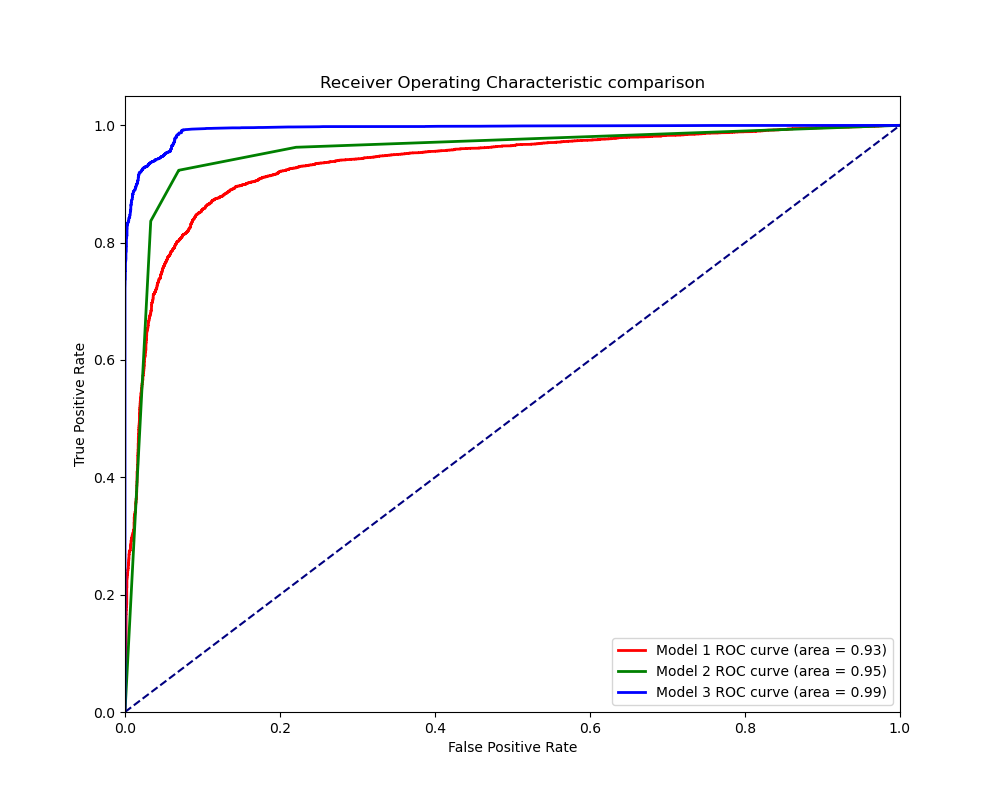 Receiver Operating Characteristic comparison
True Positive Rate
1.0
0.8
0.6
0.4
0.2
0.0
0.0 0.2 0.4 0.6 0.8 1.0
False Positive Rate
Model 1 ROC curve (area = 0.93)
Model 2 ROC curve (area = 0.95)
Model 3 ROC curve (area = 0.99)